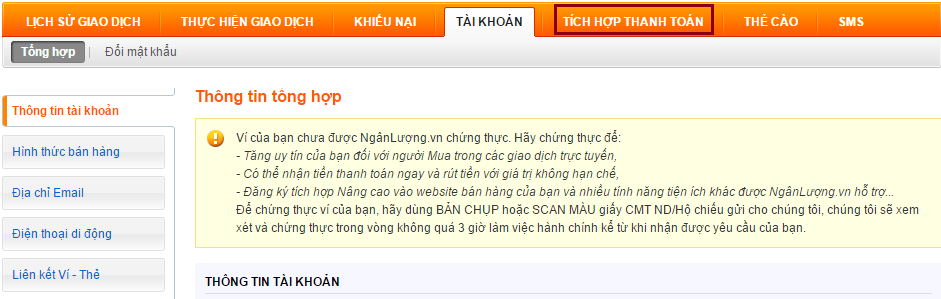 LỊCH SỬ GIAO DỊCH THỰC HIỆN GIAO DỊCH KHIẾU NẠI TÀI KHOẢN TÍCH HỢP THANH TOÁN THẺ CÀO SMS
Tổng hợp | Đổi mật khẩu
Thông tin tổng hợp
Thông tin tài khoản
Hình thức bán hàng
Địa chỉ Email
Điện thoại di động
Liên kết Ví - Thẻ
Ví của bạn chưa được NgânLượng.vn chứng thực. Hãy chứng thực để:
- Tăng uy tín của bạn đối với người Mua trong các giao dịch trực tuyến,
- Có thể nhận tiền thanh toán ngay và rút tiền với giá trị không hạn chế,
- Đăng ký tích hợp Nâng cao vào website bán hàng của bạn và nhiều tính năng tiện ích khác được NgânLượng.vn hỗ trợ...
Để chứng thực ví của bạn, hãy dùng BẢN CHỤP hoặc SCAN MÀU giấy CMT ND/Hộ chiếu gửi cho chúng tôi, chúng tôi sẽ xem
xét và chứng thực trong vòng không quá 3 giờ làm việc hành chính kể từ khi nhận được yêu cầu của bạn.
THÔNG TIN TÀI KHOẢN